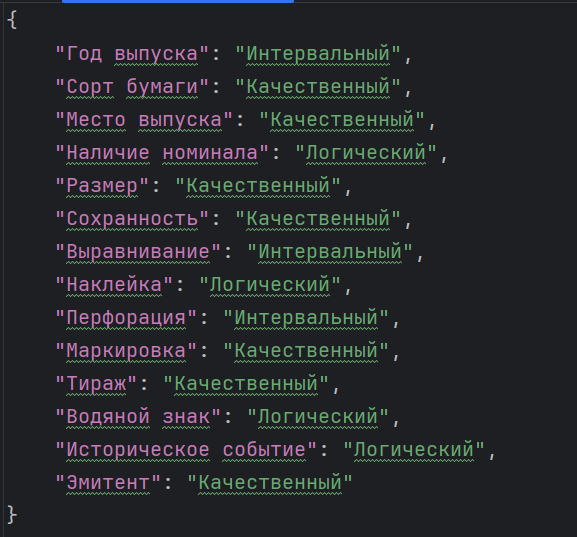 {
"Год выпуска": "Интервальный",
"Сорт бумаги": "Качественный",
"Место выпуска": "Качественный",
"Наличие номинала": "Логический",
"Размер": "Качественный",
"Сохранность": "Качественный",
"Выравнивание": "Интервальный",
"Наклейка": "Логический",
"Перфорация": "Интервальный",
"Маркировка": "Качественный",
"Тираж": "Качественный",
"Водяной знак": "Логический",
"Историческое событие": "Логический",
"Эмитент": "Качественный"
}